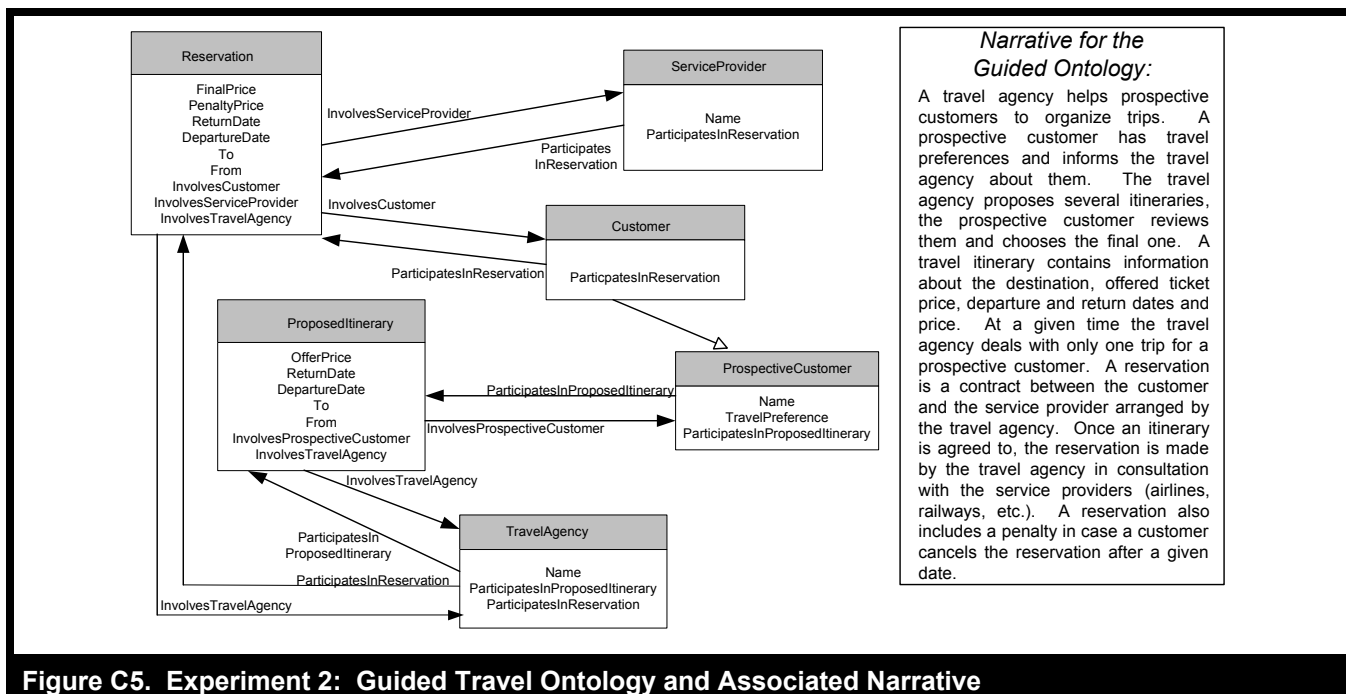 Reservation
FinalPrice
PenaltyPrice
ReturnDate
DepartureDate
To
From
InvolvesCustomer
InvolvesServiceProvider
InvolvesTravelAgency
InvolvesServiceProvider
Participates
InReservation
ServiceProvider
Name
ParticipatesInReservation
InvolvesCustomer
ParticipatesInReservation
Customer
ParticpatesInReservation
ProposedItinerary
OfferPrice
ReturnDate
DepartureDate
To
From
InvolvesProspectiveCustomer
InvolvesTravelAgency
ParticipatesInProposedItinerary
InvolvesProspectiveCustomer
ProspectiveCustomer
Name
TravelPreference
ParticipatesInProposedItinerary
InvolvesTravelAgency
ParticipatesIn
ProposedItinerary
ParticipatesInReservation
InvolvesTravelAgency
TravelAgency
Name
ParticipatesInProposedItinerary
ParticipatesInReservation
Narrative for the
Guided Ontology:
A travel agency helps prospective
customers to organize trips. A
prospective customer has travel
preferences and informs the travel
agency about them. The travel
agency proposes several itineraries,
the prospective customer reviews
them and chooses the final one. A
travel itinerary contains information
about the destination, offered ticket
price, departure and return dates and
price. At a given time the travel
agency deals with only one trip for a
prospective customer. A reservation
is a contract between the customer
and the service provider arranged by
the travel agency. Once an itinerary
is agreed to, the reservation is made
by the travel agency in consultation
with the service providers (airlines,
railways, etc.). A reservation also
includes a penalty in case a customer
cancels the reservation after a given
date.
Figure C5. Experiment 2: Guided Travel Ontology and Associated Narrative